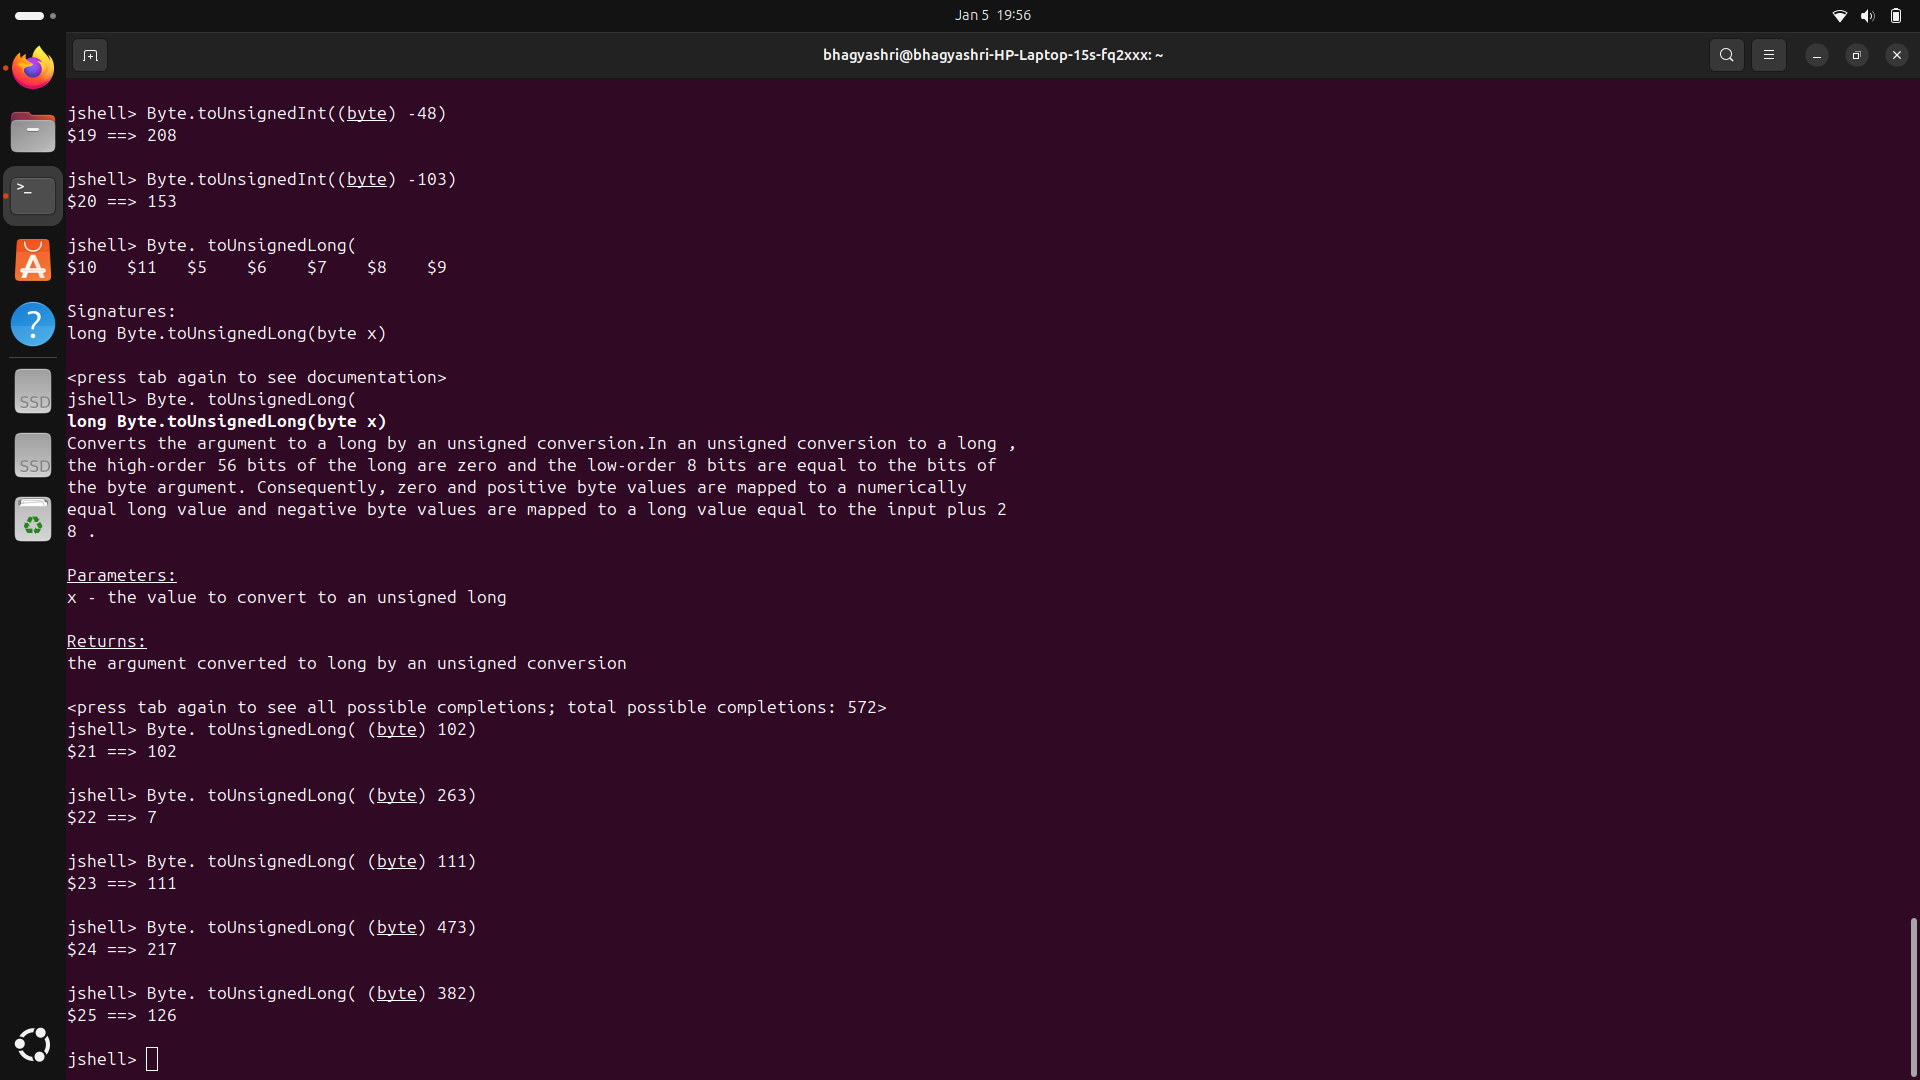 Jan 5 19:56
bhagyashri@bhagyashri-HP-Laptop-15s-fq2xxx: ~
jshell> Byte.toUnsignedInt((byte) -48)
$19 ==> 208
jshell> Byte.toUnsignedInt((byte) -103)
$20 ==> 153
jshell> Byte. toUnsignedLong(
$10   $11   $5    $6    $7    $8    $9
Signatures:
long Byte.toUnsignedLong(byte x)
<press tab again to see documentation>
jshell> Byte. toUnsignedLong(
long Byte.toUnsignedLong(byte x)
Converts the argument to a long by an unsigned conversion.In an unsigned conversion to a long ,
the high-order 56 bits of the long are zero and the low-order 8 bits are equal to the bits of
the byte argument. Consequently, zero and positive byte values are mapped to a numerically
equal long value and negative byte values are mapped to a long value equal to the input plus 2
8 .
Parameters:
x - the value to convert to an unsigned long
Returns:
the argument converted to long by an unsigned conversion
<press tab again to see all possible completions; total possible completions: 572>
jshell> Byte. toUnsignedLong( (byte) 102)
$21 ==> 102
jshell> Byte. toUnsignedLong( (byte) 263)
$22 ==> 7
jshell> Byte. toUnsignedLong( (byte) 111)
$23 ==> 111
jshell> Byte. toUnsignedLong( (byte) 473)
$24 ==> 217
jshell> Byte. toUnsignedLong( (byte) 382)
$25 ==> 126
jshell>
>_
A
?
SSD
SSD